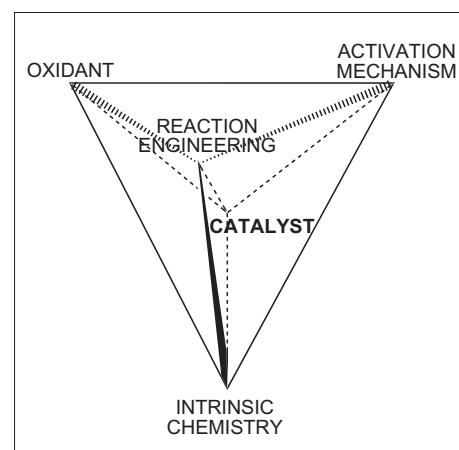 OXIDANT
ACTIVATION
MECHANISM
REACTION
ENGINEERING
CATALYST
INTRINSIC
CHEMISTRY